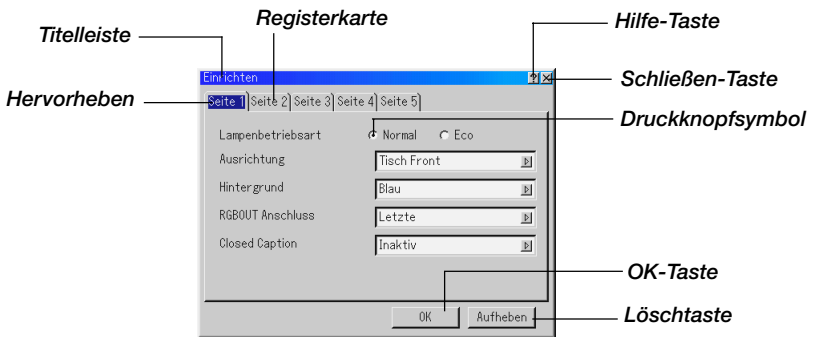 Registerkarte
Hilfe-Taste
Titelleiste
Einrichten
Schließen-Taste
Hervorheben
Seite 1 Seite 2 Seite 3 Seite 4 Seite 5
Druckknopfsymbol
Lampenbetriebsart Normal Eco
Ausrichtung Tisch Front
Hintergrund Blau
RGBOUT Anschluss Letzte
Closed Caption Inaktiv
OK-Taste
OK Aufheben
Löschtaste